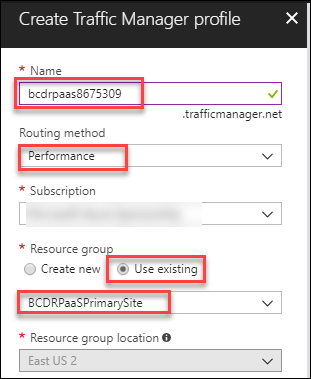 Create Traffic Manager profile
* Name
bcdrpaas8675309
.trafficmanager.net
Routing method
Performance
* Subscription
* Resource group
Create new Use existing
BCDRPaaSPrimarySite
* Resource group location
East US 2